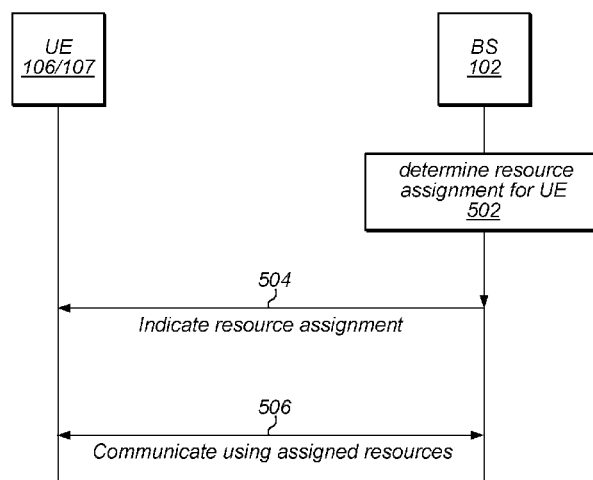 UE
106/107
BS
102
determine resource
assignment for UE
502
504
Indicate resource assignment
506
Communicate using assigned resources